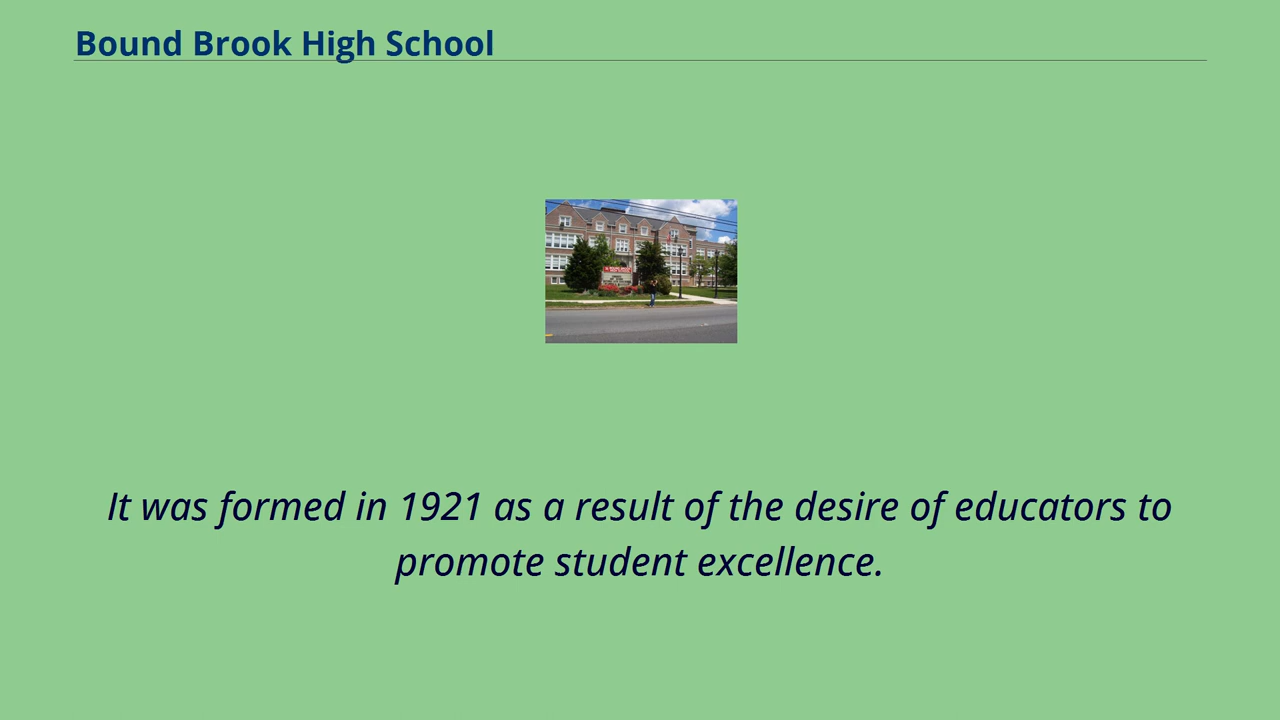 Bound Brook High School
It was formed in 1921 as a result of the desire of educators to
promote student excellence.